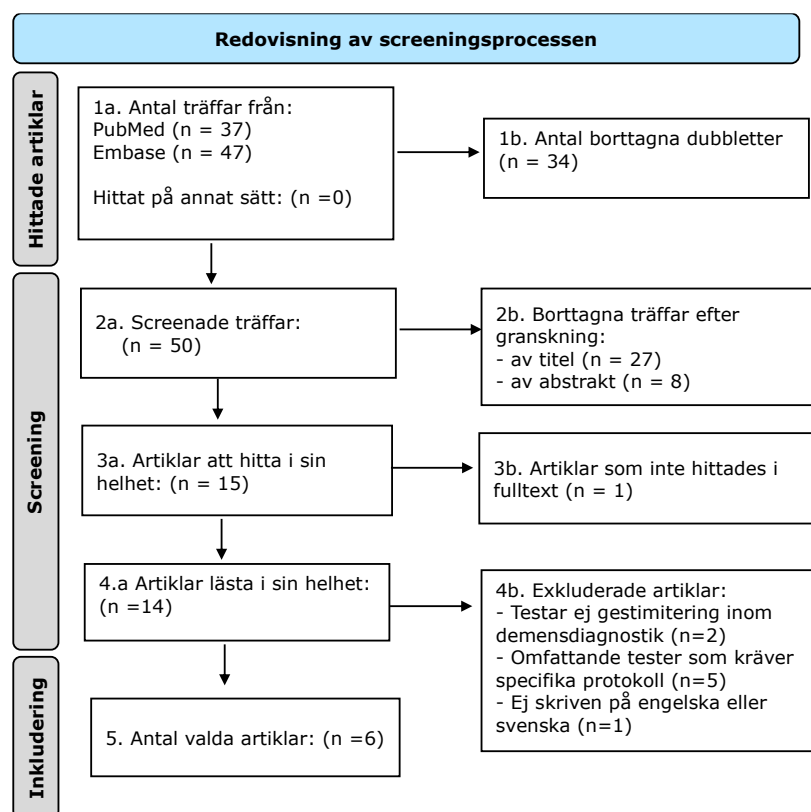 Redovisning av screeningsprocessen
Hittade artiklar
1a. Antal träffar från:
PubMed (n = 37)
Embase (n = 47)
Hittat på annat sätt: (n =0)
1b. Antal borttagna dubbletter
(n = 34)
Screening
2a. Screenade träffar:
(n = 50)
2b. Borttagna träffar efter
granskning:
- av titel (n = 27)
- av abstrakt (n = 8)
3a. Artiklar att hitta i sin
helhet: (n = 15)
3b. Artiklar som inte hittades i
fulltext (n = 1)
4.a Artiklar lästa i sin helhet:
(n =14)
4b. Exkluderade artiklar:
- Testar ej gestimitering inom
demensdiagnostik (n=2)
- Omfattande tester som kräver
specifika protokoll (n=5)
- Ej skriven på engelska eller
svenska (n=1)
Inkludering
5. Antal valda artiklar: (n =6)